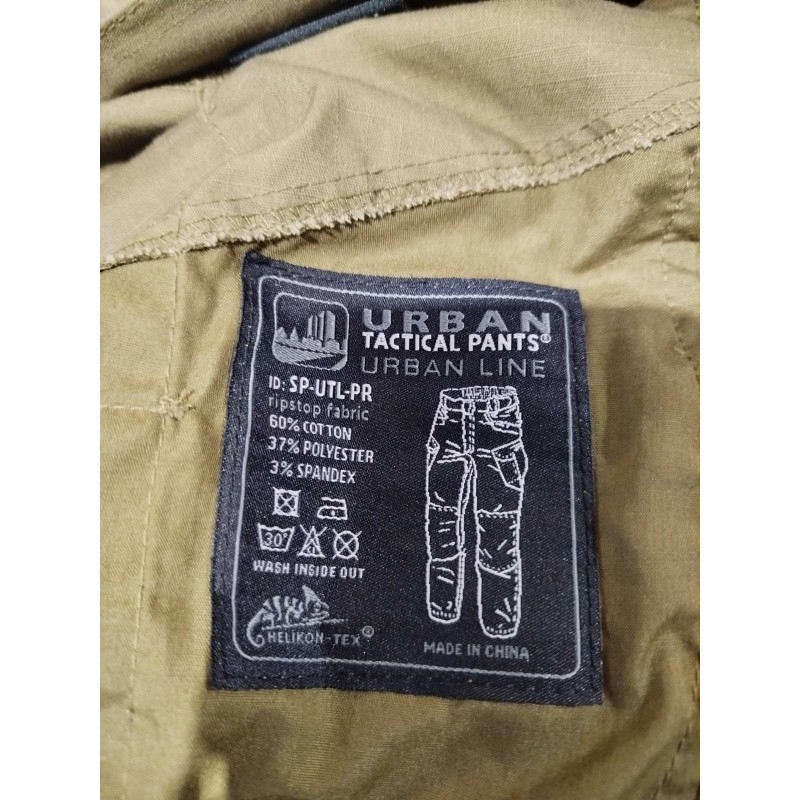 URBAN
TACTICAL PANTS®
URBAN LINE
ID: SP-UTL-PR
ripstop fabric
60% COTTON
37% POLYESTER
3% SPANDEX
30°
CL
WASH INSIDE OUT
HELIKON-TEX®
MADE IN CHINA